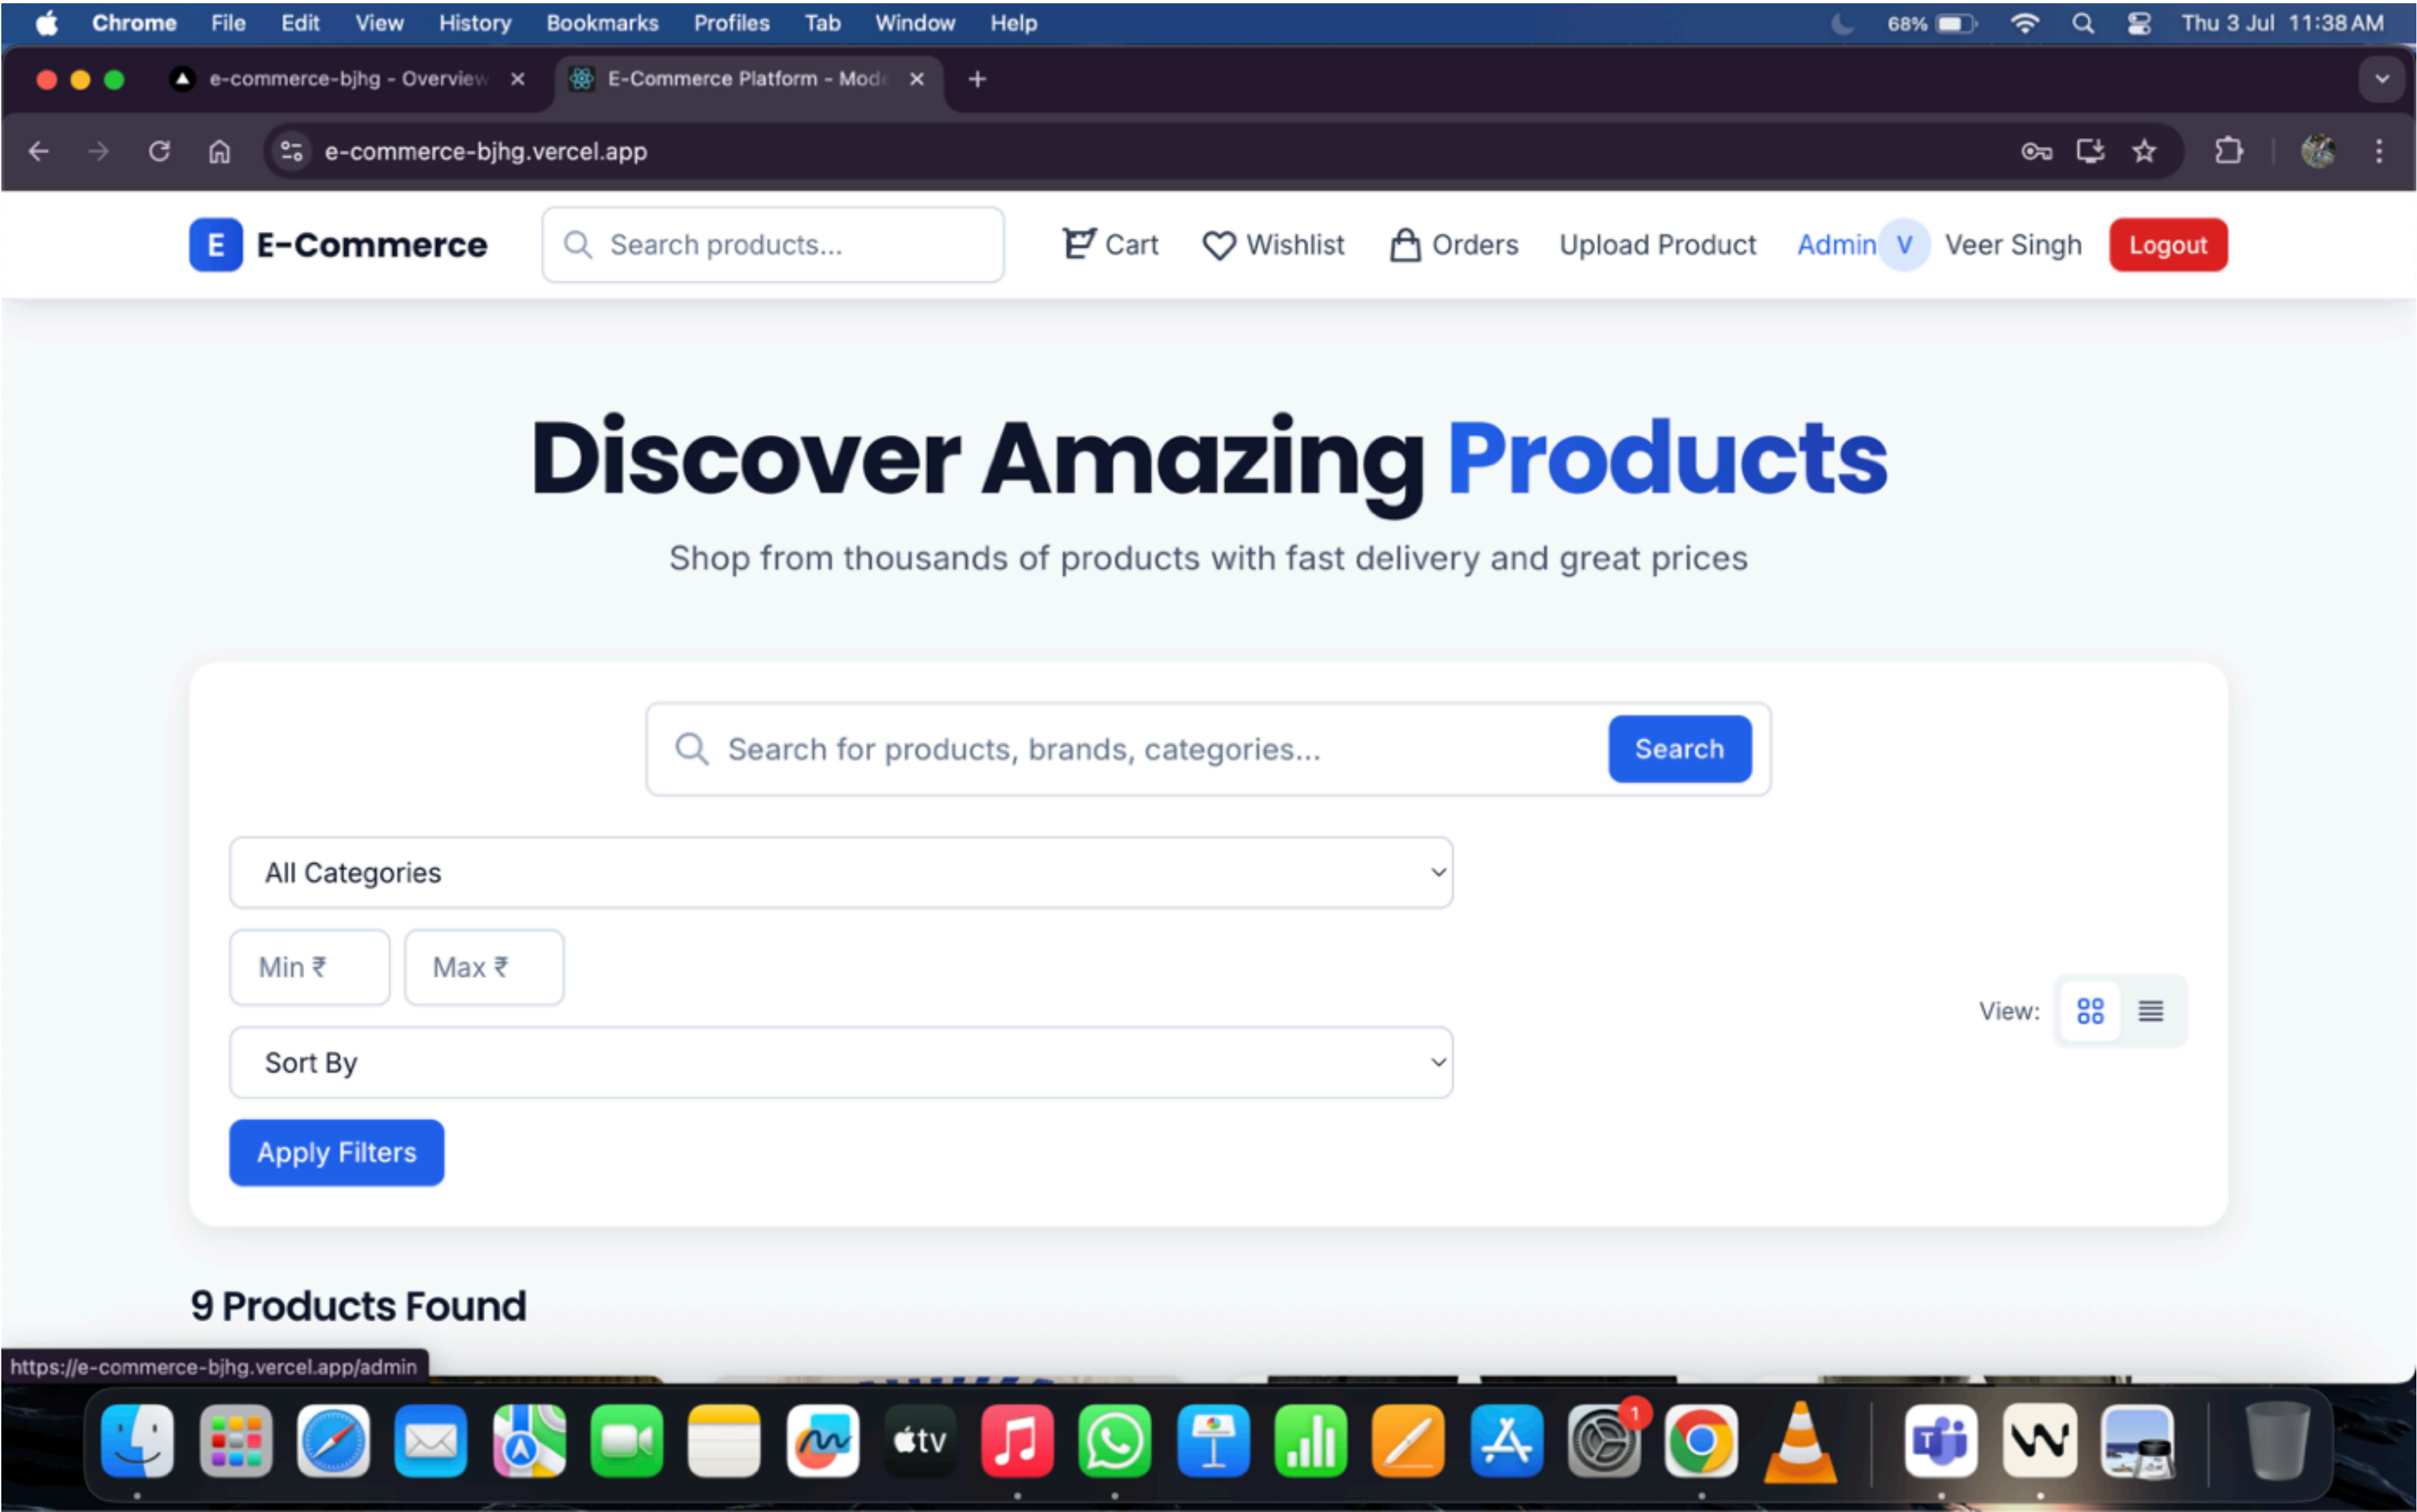 Chrome File Edit View History Bookmarks Profiles Tab Window Help 68% Thu 3 Jul 11:38 AM
e-commerce-bjhg - Overview E-Commerce Platform - Mod
e-commerce-bjhg.vercel.app
E E-Commerce Search products... Cart Wishlist Orders Upload Product Admin V Veer Singh Logout
Discover Amazing Products
Shop from thousands of products with fast delivery and great prices
Search for products, brands, categories... Search
All Categories
Min ₹ Max ₹
View:
Sort By
Apply Filters
9 Products Found
https://e-commerce-bjhg.vercel.app/admin
tv 1 T